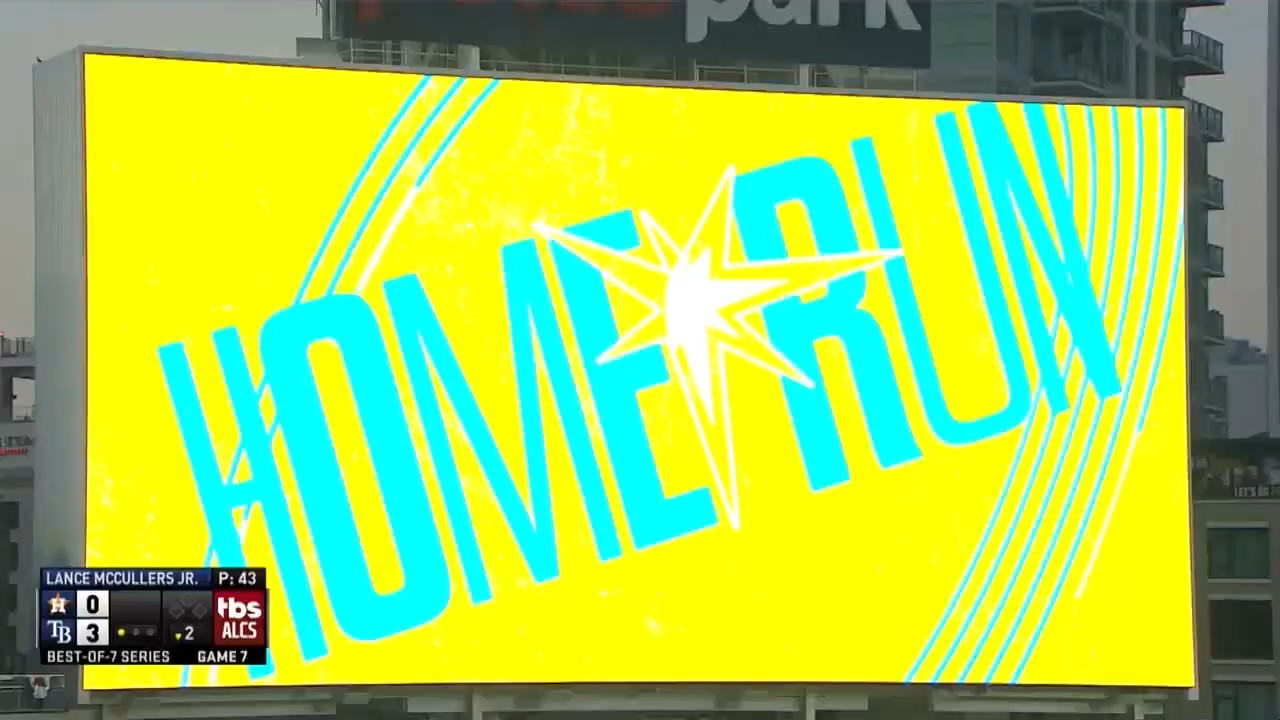 park
HOME RUN
LANCE MCCULLERS JR. P: 43
H 0
TB 3
2
tbs
ALCS
BEST-OF-7 SERIES GAME 7